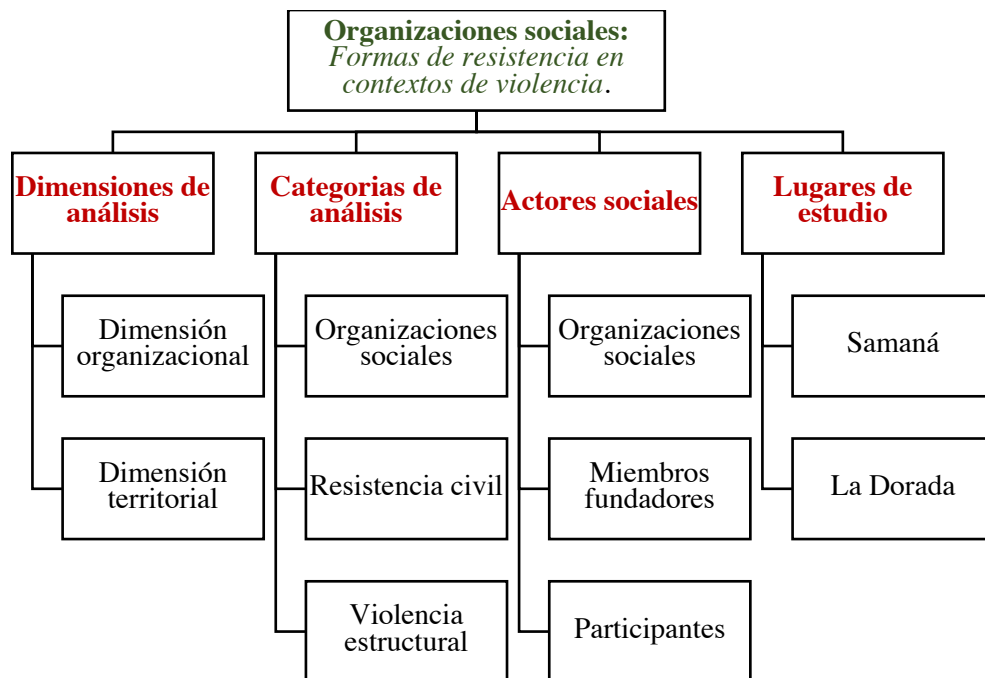 Organizaciones sociales:
Formas de resistencia en
contextos de violencia.
Dimensiones de
análisis
Dimensión
organizacional
Dimensión
territorial
Categorias de
análisis
Organizaciones
sociales
Resistencia civil
Violencia
estructural
Actores sociales
Organizaciones
sociales
Miembros
fundadores
Participantes
Lugares de
estudio
Samaná
La Dorada